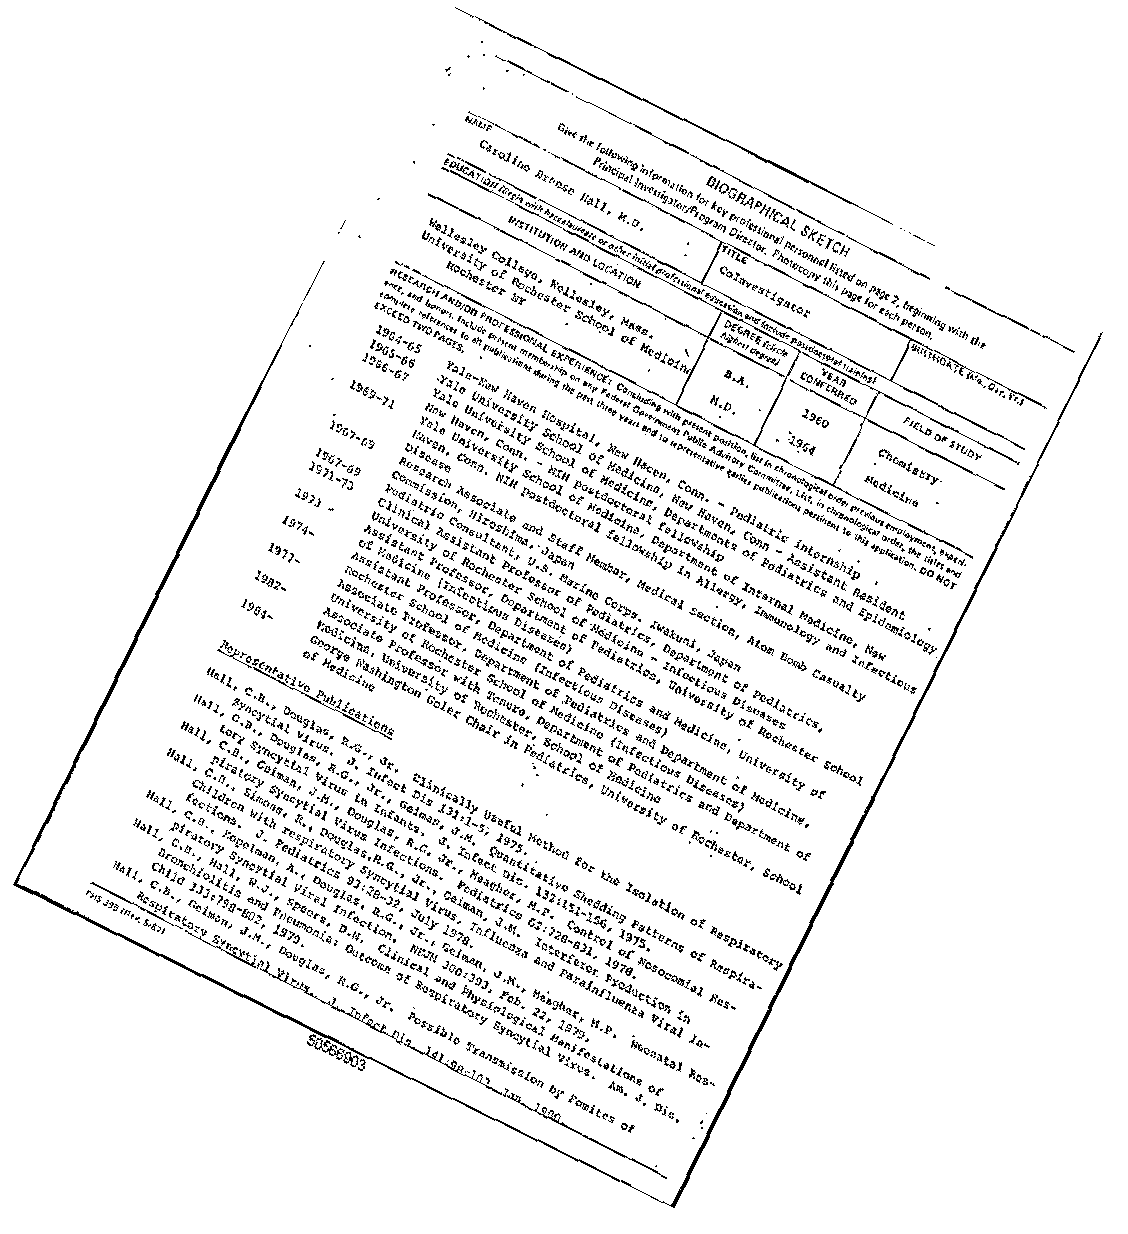 BIOGRAPHICAL SKETCH
Give the following information for key professional personnel listed on page 2, beginning with the
Principal Investigator/Program Director. Photocopy this page for each person.
NAME
TITLE
BIRTHDATE (Mo., Day, Yr.)
Caroline Breese Hall, M.D.
CoInvestigator
EDUCATION (Begin with baccalaureate or other initial professional education and include postdoctoral training)
INSTITUTION AND LOCATION
DEGREE (circle
highest degree)
YEAR
CONFERRED
FIELD OF STUDY
Wellesley College, Wellesley, Mass.
B.A.
1960
Chemistry
University of Rochester School of Medicine
Rochester NY
M.D.
1964
Medicine
RESEARCH AND/OR PROFESSIONAL EXPERIENCE: Concluding with present position, list in chronological order previous employment, experi-
ence, and honors. Include present membership on any Federal Government Public Advisory Committee. List, in chronological order, the titles and
complete references to all publications during the past three years and to representative earlier publications pertinent to this application. DO NOT
EXCEED TWO PAGES.
1964-65 Yale-New Haven Hospital, New Haven, Conn. - Pediatric internship
1965-66 Yale University School of Medicine, New Haven, Conn - Assistant Resident
1966-67 Yale University School of Medicine, Departments of Pediatrics and Epidemiology
New Haven, Conn. - NIH Postdoctoral fellowship
1969-71 Yale University School of Medicine, Department of Internal Medicine, New
Haven, Conn. NIH Postdoctoral fellowship in Allergy, Immunology and Infectious
Disease
1967-69 Research Associate and Staff Member, Medical Section, Atom Bomb Casualty
Commission, Hiroshima, Japan
1967-69 Pediatric Consultant, U.S. Marine Corps. Iwakuni, Japan
1971-73 Clinical Assistant Professor of Pediatrics, Department of Pediatrics,
University of Rochester School of Medicine - Infectious Diseases
1973 - Assistant Professor, Department of Pediatrics, University of Rochester School
of Medicine (Infectious Diseases)
1974- Assistant Professor, Department of Pediatrics and Medicine, University of
Rochester School of Medicine (Infectious Diseases)
1977- Associate Professor, Department of Pediatrics and Department of Medicine,
University of Rochester School of Medicine (Infectious Diseases)
1982- Associate Professor with Tenure, Department of Pediatrics and Department of
Medicine, University of Rochester, School of Medicine
1984- George Washington Goler Chair in Pediatrics, University of Rochester, School
of Medicine
Representative Publications
Hall, C.B., Douglas, R.G., Jr. Clinically Useful Method for the Isolation of Respiratory
Syncytial Virus. J. Infect Dis 131:1-5, 1975.
Hall, C.B., Douglas, R.G., Jr., Geiman, J.M. Quantitative Shedding Patterns of Respira-
tory Syncytial Virus in Infants. J. Infect Dis. 132:151-156, 1975.
Hall, C.B., Geiman, J.M., Douglas, R.G, Jr., Meagher, M.P. Control of Nosocomial Res-
piratory Syncytial Virus Infections. Pediatrics 62:728-831, 1978.
Hall, C.B., Simons, R., Douglas,R.G., Jr., Geiman, J.M. Interferon Production in
Children with respiratory Syncytial Virus, Influenza and Parainfluenza Viral In-
fections. J. Pediatrics 93:28-32, July 1978.
Hall, C.B., Kopelman, A., Douglas, R.G., Jr., Geiman, J.M., Meagher, M.P. Neonatal Res-
piratory Syncytial Viral Infection. NEJM 300:393, Feb. 22, 1979.
Hall, C.B., Hall, W.J., Speers, D.M. Clinical and Physiological Manifestations of
Bronchiolitis and Pneumonia: Outcome of Respiratory Syncytial Virus. Am. J. Dis.
Child 133:798-802, 1979.
Hall, C.B., Geiman, J.M., Douglas, R.G., Jr. Possible Transmission by Fomites of
Respiratory Syncytial Virus. J. Infect Dis. 141:98-102, Jan. 1980.
PHS 398 (Rev. 5/82)
50566903